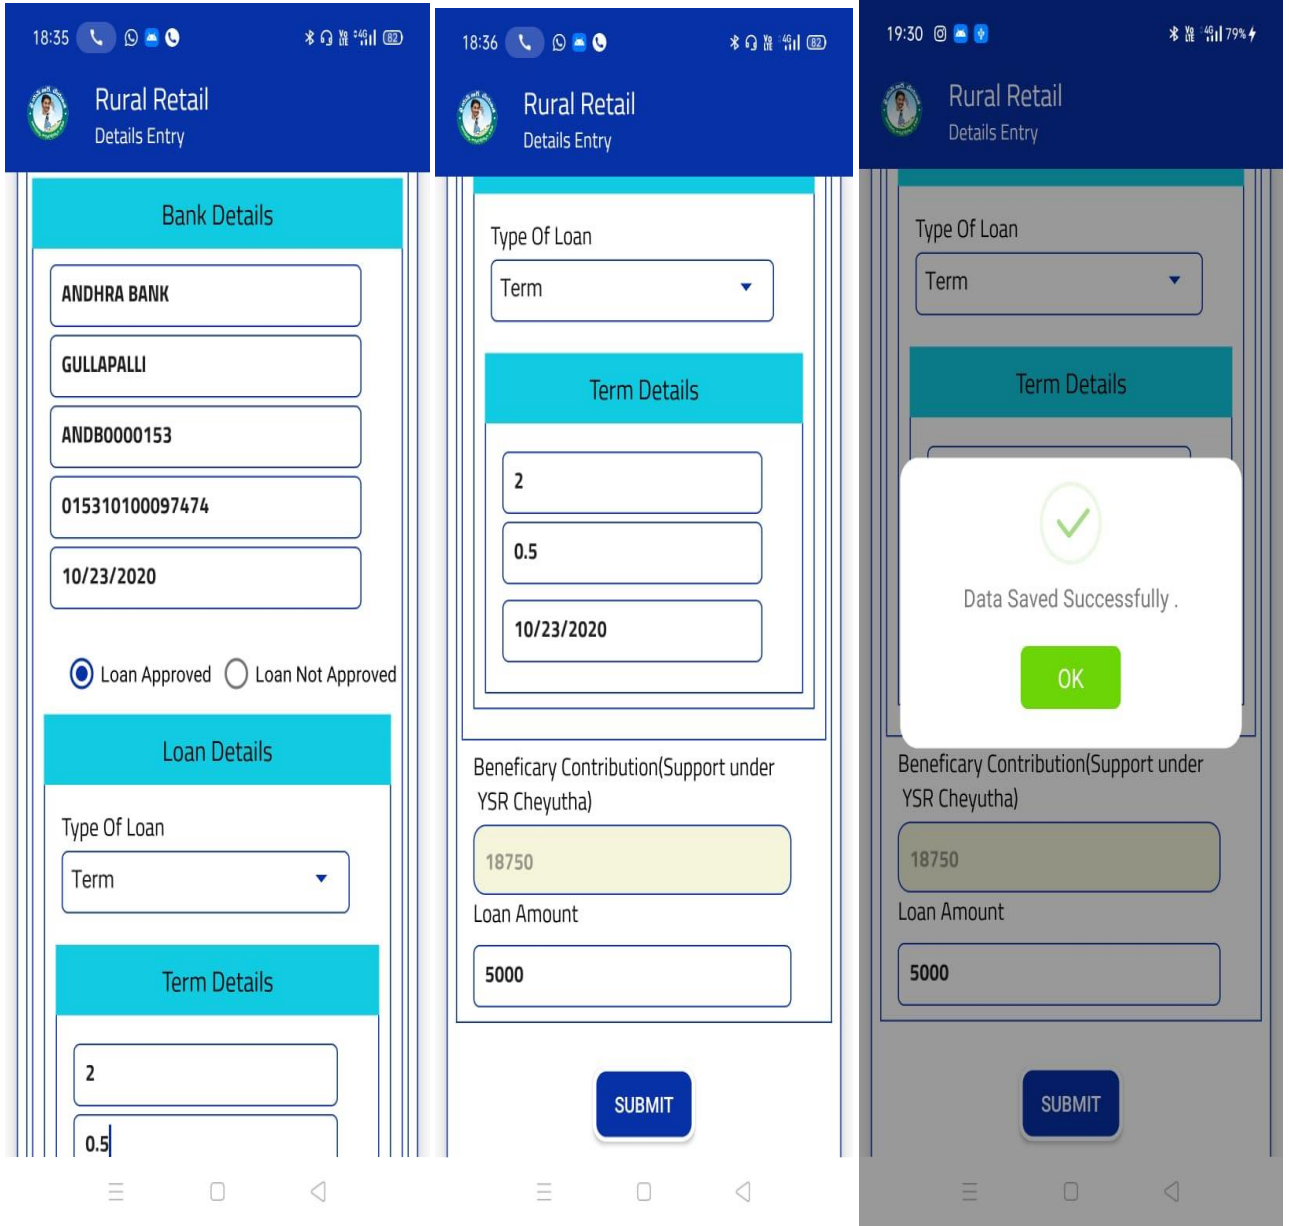 18:35
82
Rural Retail
Details Entry
Bank Details
ANDHRA BANK
GULLAPALLI
ANDB0000153
015310100097474
10/23/2020
Loan Approved Loan Not Approved
Loan Details
Type Of Loan
Term
Term Details
2
0.5
18:36
82
Rural Retail
Details Entry
Type Of Loan
Term
Term Details
2
0.5
10/23/2020
Beneficary Contribution(Support under
YSR Cheyutha)
18750
Loan Amount
5000
SUBMIT
19:30
4G 79%
Rural Retail
Details Entry
Type Of Loan
Term
Term Details
Data Saved Successfully .
OK
Beneficary Contribution(Support under
YSR Cheyutha)
18750
Loan Amount
5000
SUBMIT